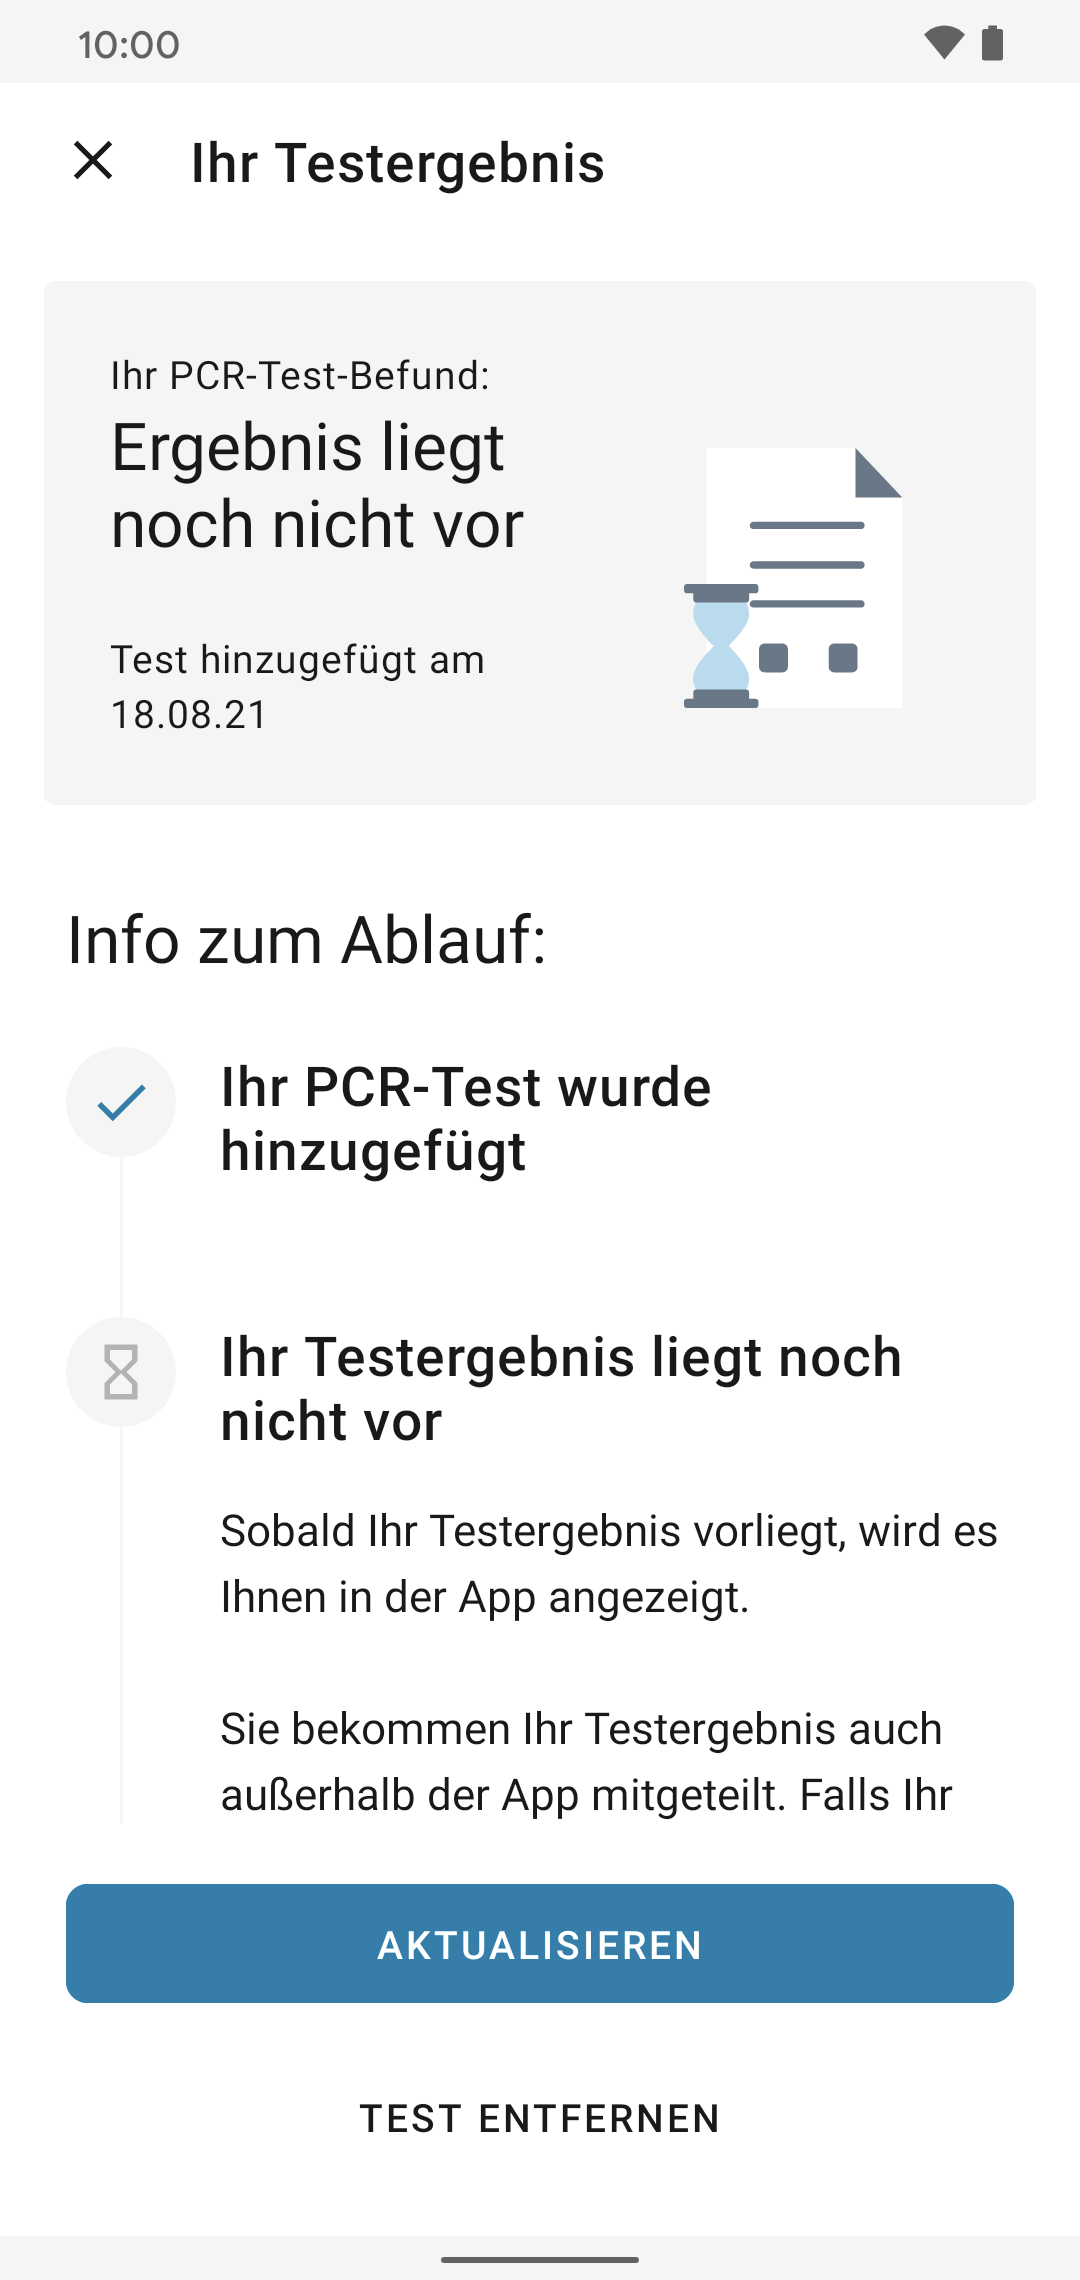 10:00
Ihr Testergebnis
Ihr PCR-Test-Befund:
Ergebnis liegt
noch nicht vor
Test hinzugefügt am
18.08.21
Info zum Ablauf:
Ihr PCR-Test wurde
hinzugefügt
Ihr Testergebnis liegt noch
nicht vor
Sobald Ihr Testergebnis vorliegt, wird es
Ihnen in der App angezeigt.
Sie bekommen Ihr Testergebnis auch
außerhalb der App mitgeteilt. Falls Ihr
AKTUALISIEREN
TEST ENTFERNEN